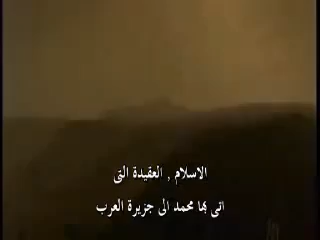 الاسلام , العقيدة التى
اتى بها محمد الى جزيرة العرب